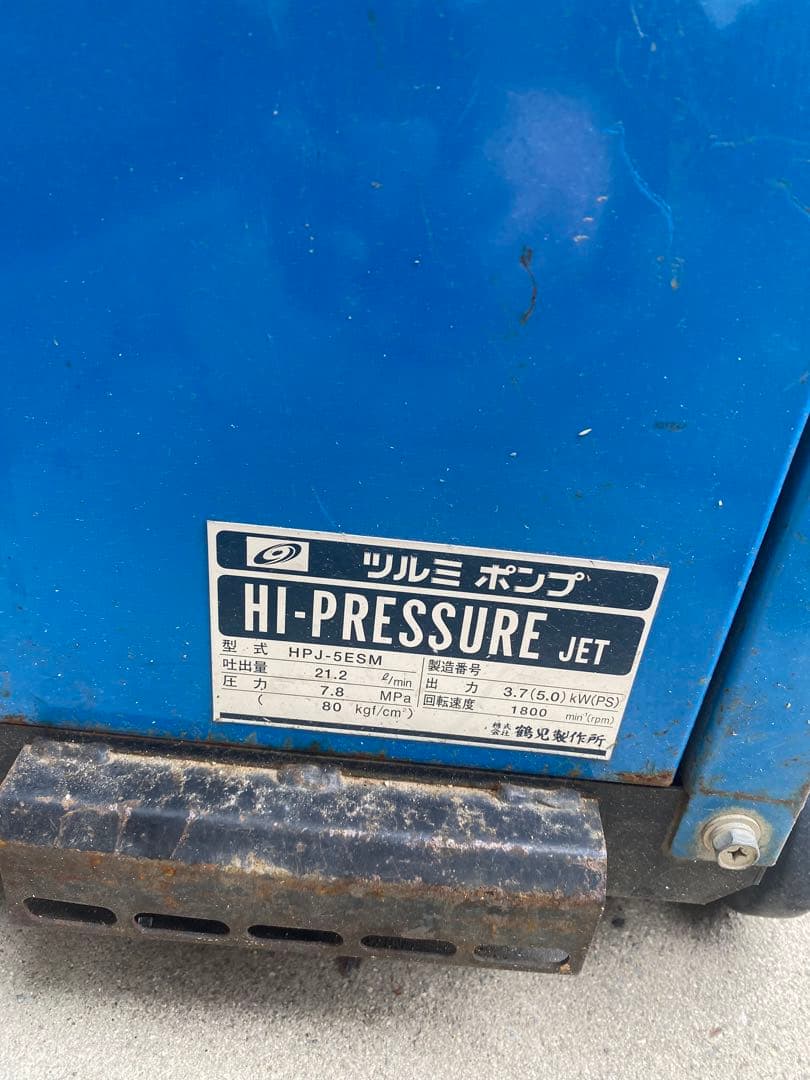 ツルミ ポンプ
HI-PRESSURE JET
型式 HPJ-5ESM
製造番号
吐出量 21.2 ℓ/min
出力 3.7(5.0) kW(PS)
圧力 7.8 MPa
回転速度 1800 min⁻¹(rpm)
( 80 kgf/cm²)
株式会社 鶴見製作所